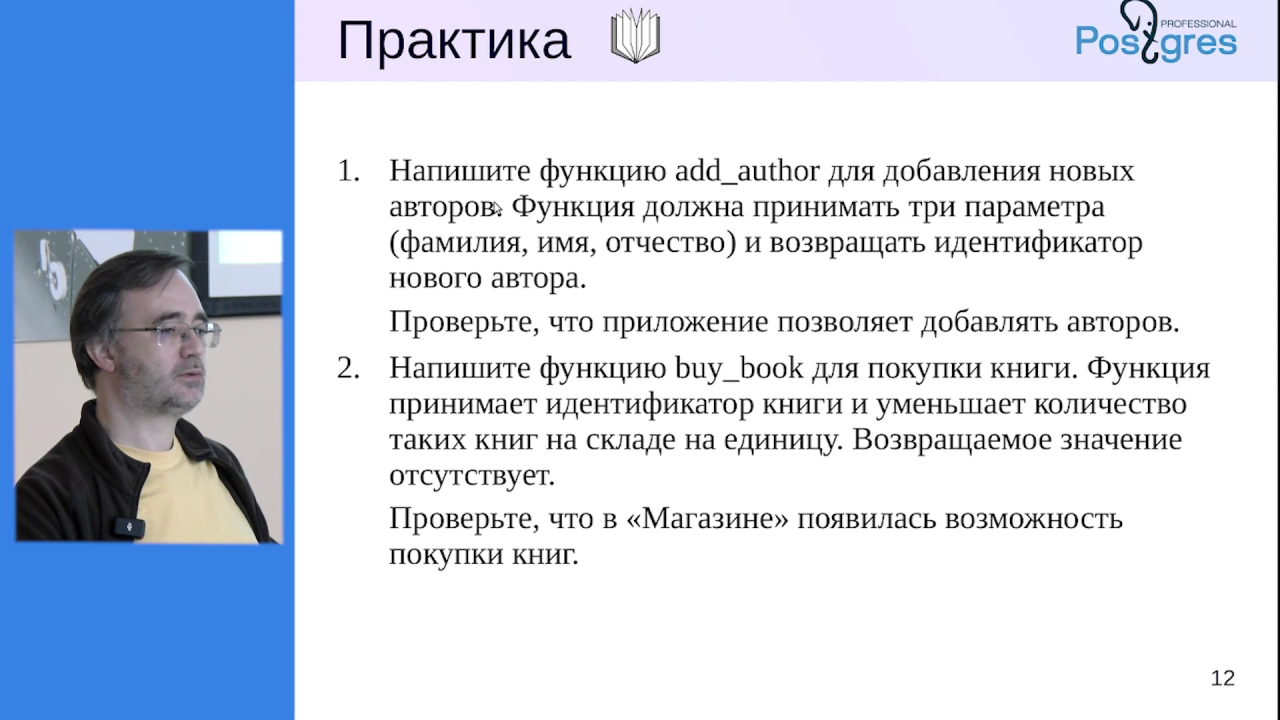 Практика
PROFESSIONAL
Postgres
1. Напишите функцию add_author для добавления новых
авторов. Функция должна принимать три параметра
(фамилия, имя, отчество) и возвращать идентификатор
нового автора.
Проверьте, что приложение позволяет добавлять авторов.
2. Напишите функцию buy_book для покупки книги. Функция
принимает идентификатор книги и уменьшает количество
таких книг на складе на единицу. Возвращаемое значение
отсутствует.
Проверьте, что в «Магазине» появилась возможность
покупки книг.
12